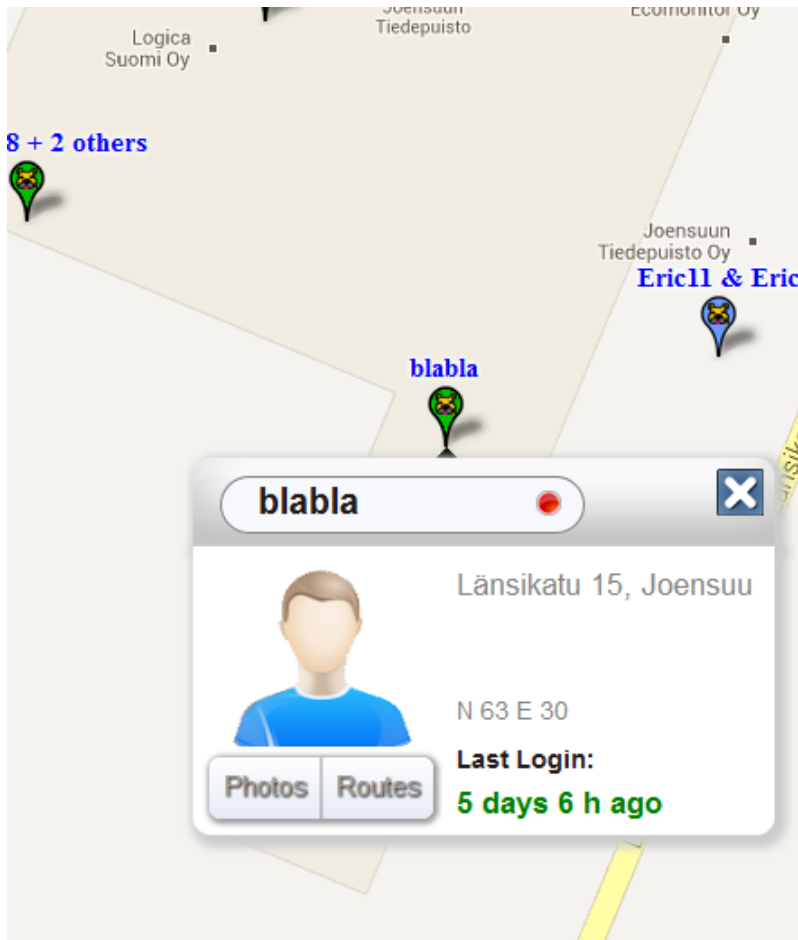 Joensuun
Tiedepuisto
Ecomonitor Oy
Logica
Suomi Oy
8 + 2 others
Joensuun
Tiedepuisto Oy
Eric11 & Eric
blabla
blabla
Länsikatu 15, Joensuu
N 63 E 30
Last Login:
5 days 6 h ago
Photos
Routes